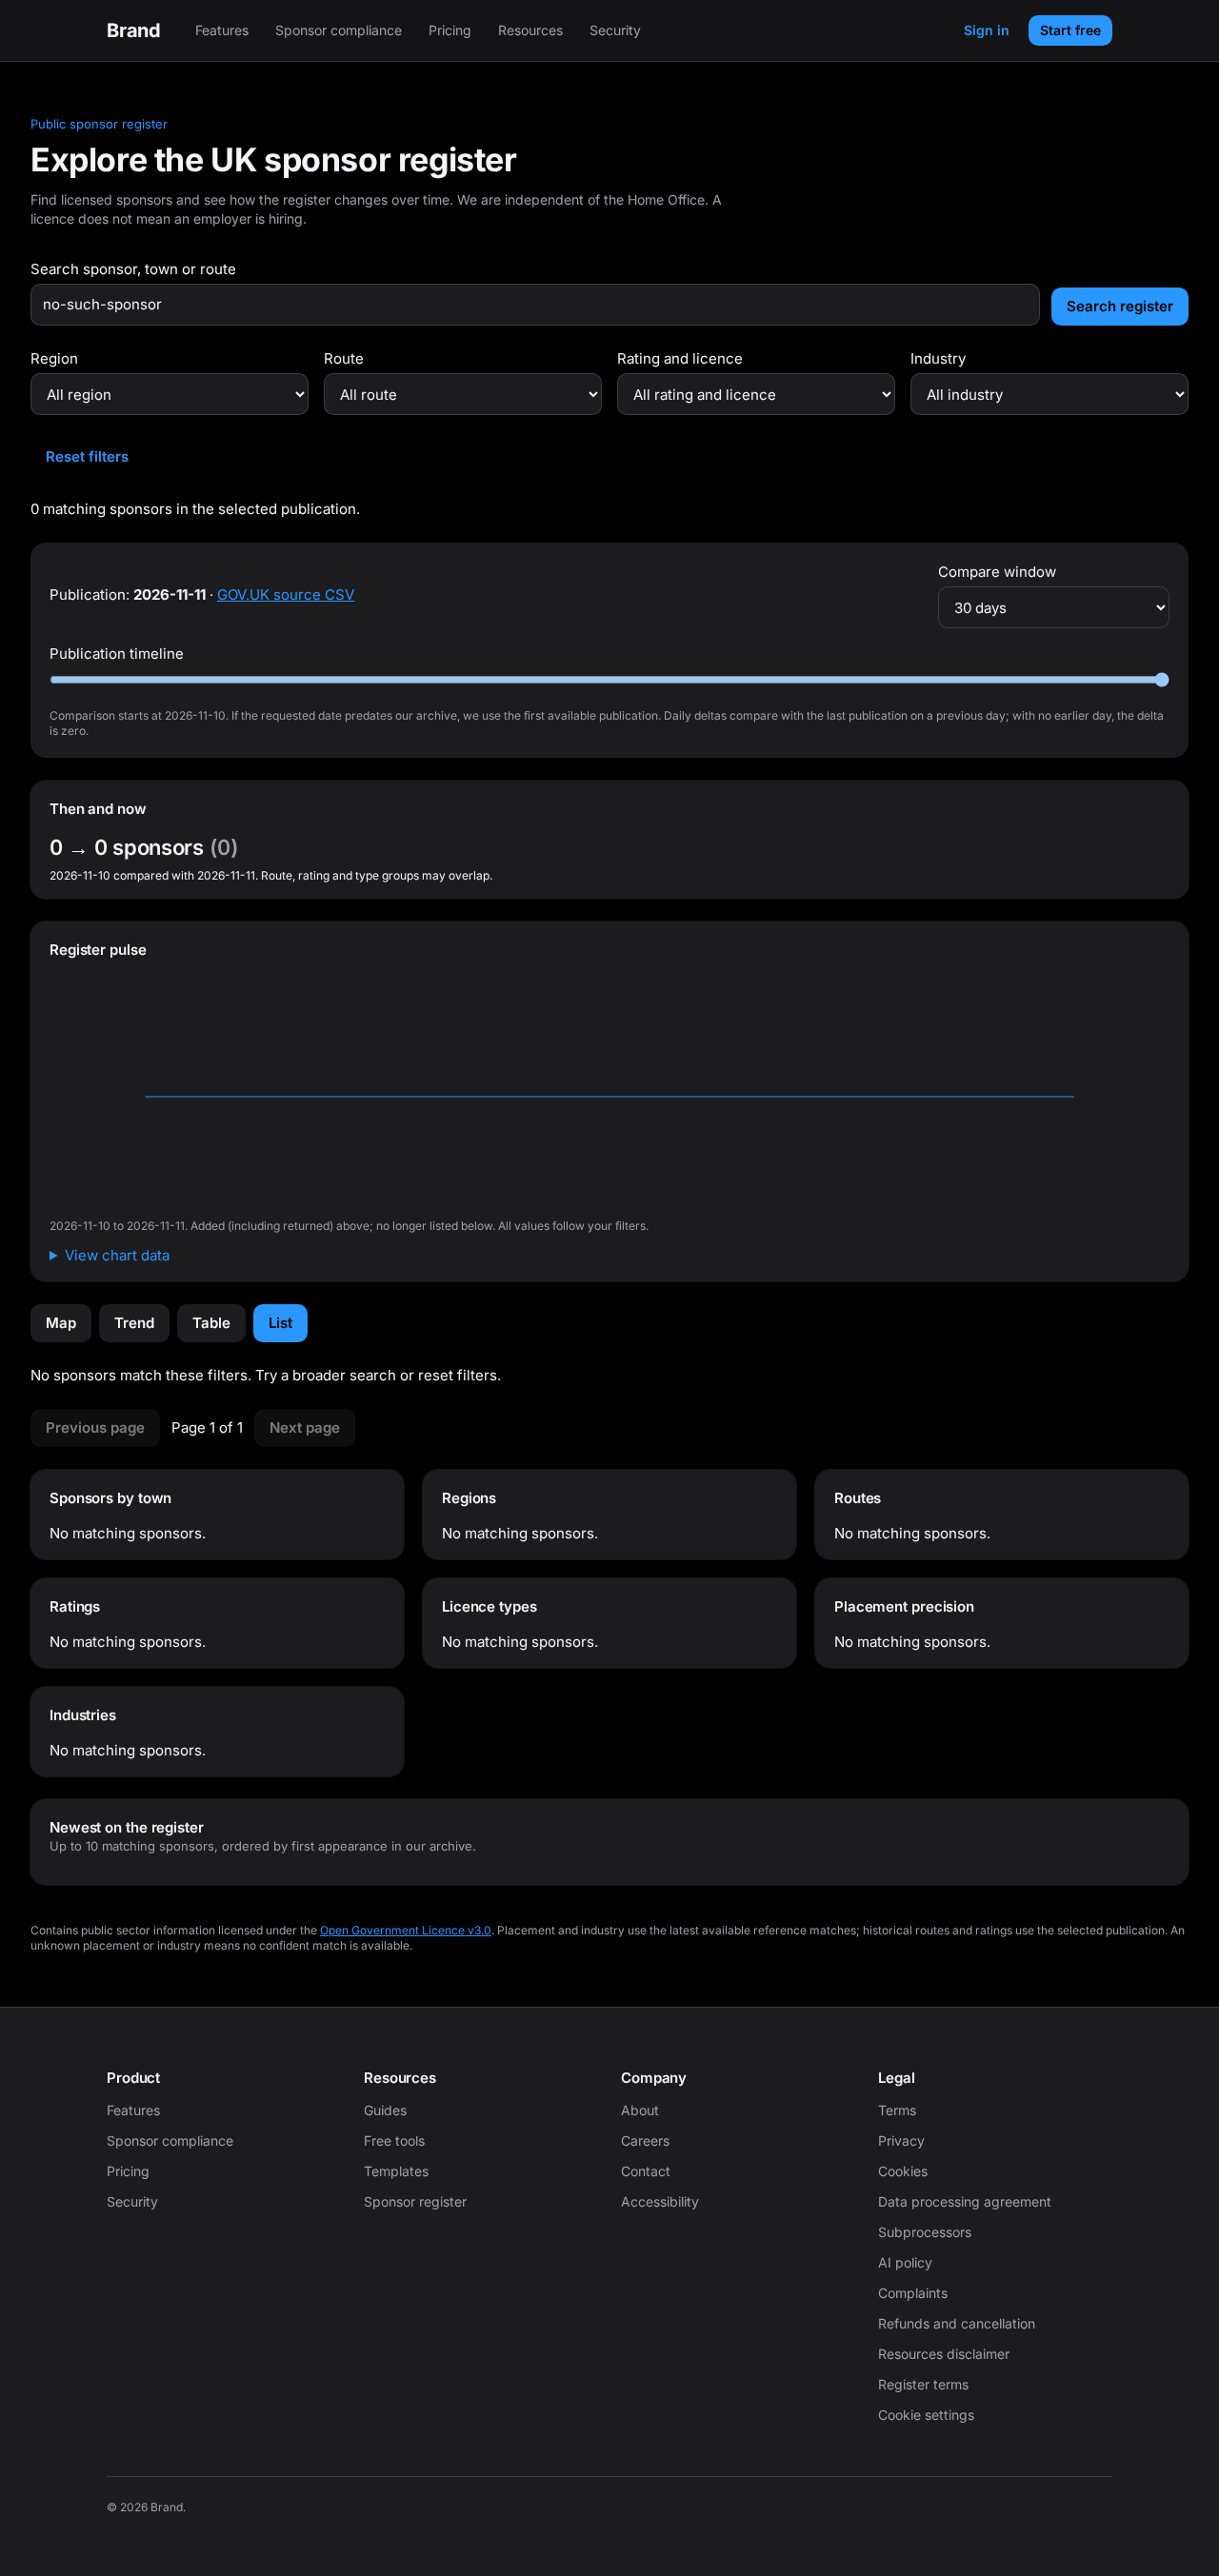 Brand
Features
Sponsor compliance
Pricing
Resources
Security
Sign in
Start free
Public sponsor register
Explore the UK sponsor register
Find licensed sponsors and see how the register changes over time. We are independent of the Home Office. A
licence does not mean an employer is hiring.
Search sponsor, town or route
no-such-sponsor
Search register
Region
Route
Rating and licence
Industry
All region
All route
All rating and licence
All industry
Reset filters
0 matching sponsors in the selected publication.
Compare window
Publication: 2026-11-11 · GOV.UK source CSV
30 days
Publication timeline
Comparison starts at 2026-11-10. If the requested date predates our archive, we use the first available publication. Daily deltas compare with the last publication on a previous day; with no earlier day, the delta
is zero.
Then and now
0 → 0 sponsors (0)
2026-11-10 compared with 2026-11-11. Route, rating and type groups may overlap.
Register pulse
2026-11-10 to 2026-11-11. Added (including returned) above; no longer listed below. All values follow your filters.
View chart data
Map
Trend
Table
List
No sponsors match these filters. Try a broader search or reset filters.
Previous page
Page 1 of 1
Next page
Sponsors by town
No matching sponsors.
Regions
No matching sponsors.
Routes
No matching sponsors.
Ratings
No matching sponsors.
Licence types
No matching sponsors.
Placement precision
No matching sponsors.
Industries
No matching sponsors.
Newest on the register
Up to 10 matching sponsors, ordered by first appearance in our archive.
Contains public sector information licensed under the Open Government Licence v3.0. Placement and industry use the latest available reference matches; historical routes and ratings use the selected publication. An
unknown placement or industry means no confident match is available.
Product
Features
Sponsor compliance
Pricing
Security
Resources
Guides
Free tools
Templates
Sponsor register
Company
About
Careers
Contact
Accessibility
Legal
Terms
Privacy
Cookies
Data processing agreement
Subprocessors
AI policy
Complaints
Refunds and cancellation
Resources disclaimer
Register terms
Cookie settings
© 2026 Brand.